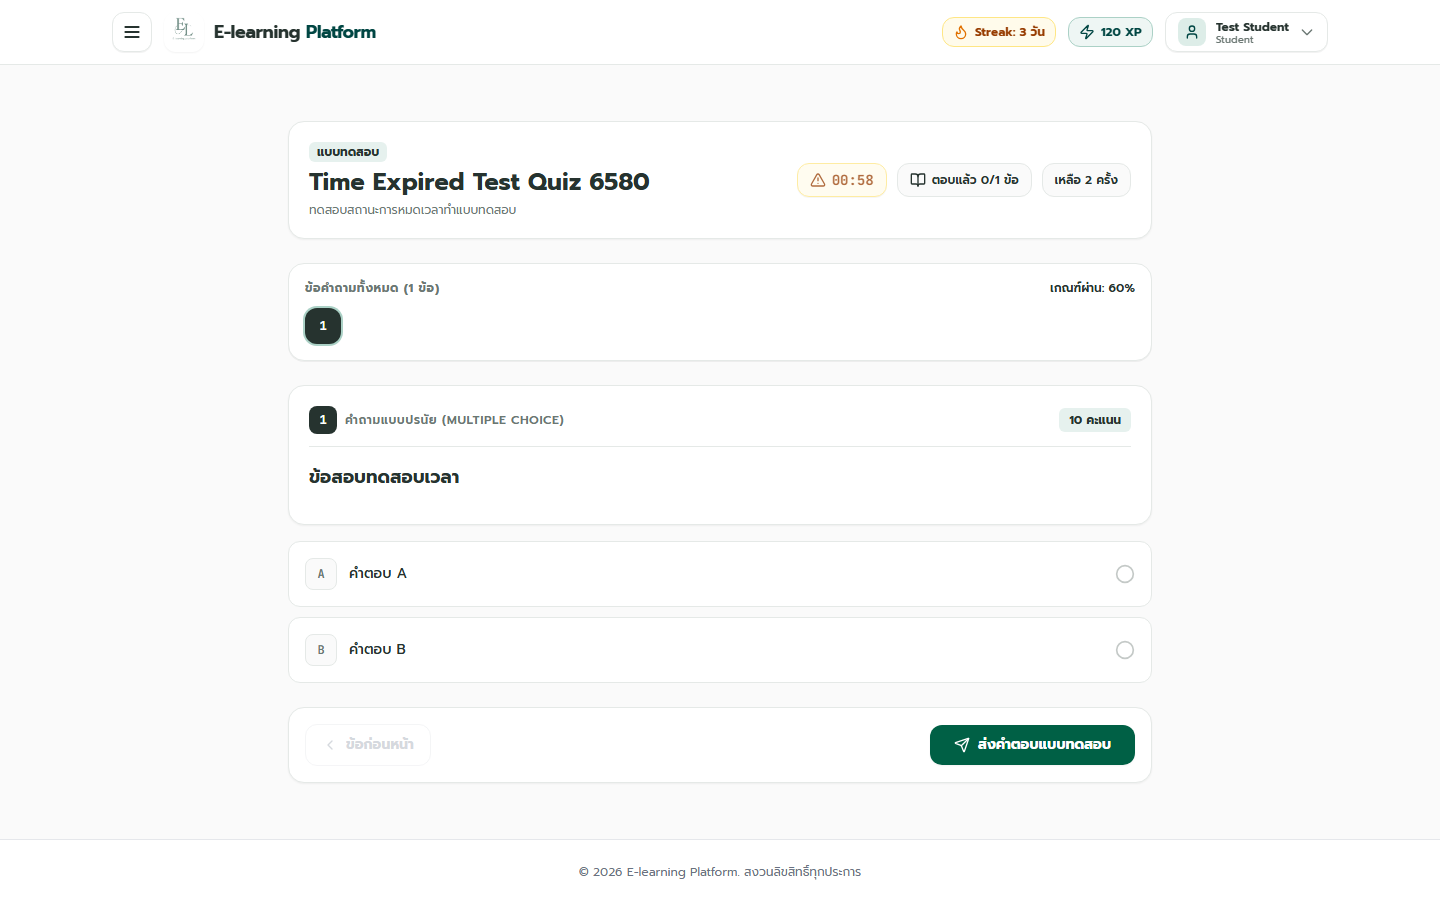 E-learning Platform
Streak: 3 วัน
120 XP
Test Student
Student
แบบทดสอบ
Time Expired Test Quiz 6580
ทดสอบสถานะการหมดเวลาทำแบบทดสอบ
00:58
ตอบแล้ว 0/1 ข้อ
เหลือ 2 ครั้ง
ข้อคำถามทั้งหมด (1 ข้อ)
เกณฑ์ผ่าน: 60%
1
1 คำถามแบบปรนัย (MULTIPLE CHOICE)
10 คะแนน
ข้อสอบทดสอบเวลา
A คำตอบ A
B คำตอบ B
ข้อก่อนหน้า
ส่งคำตอบแบบทดสอบ
© 2026 E-learning Platform. สงวนลิขสิทธิ์ทุกประการ